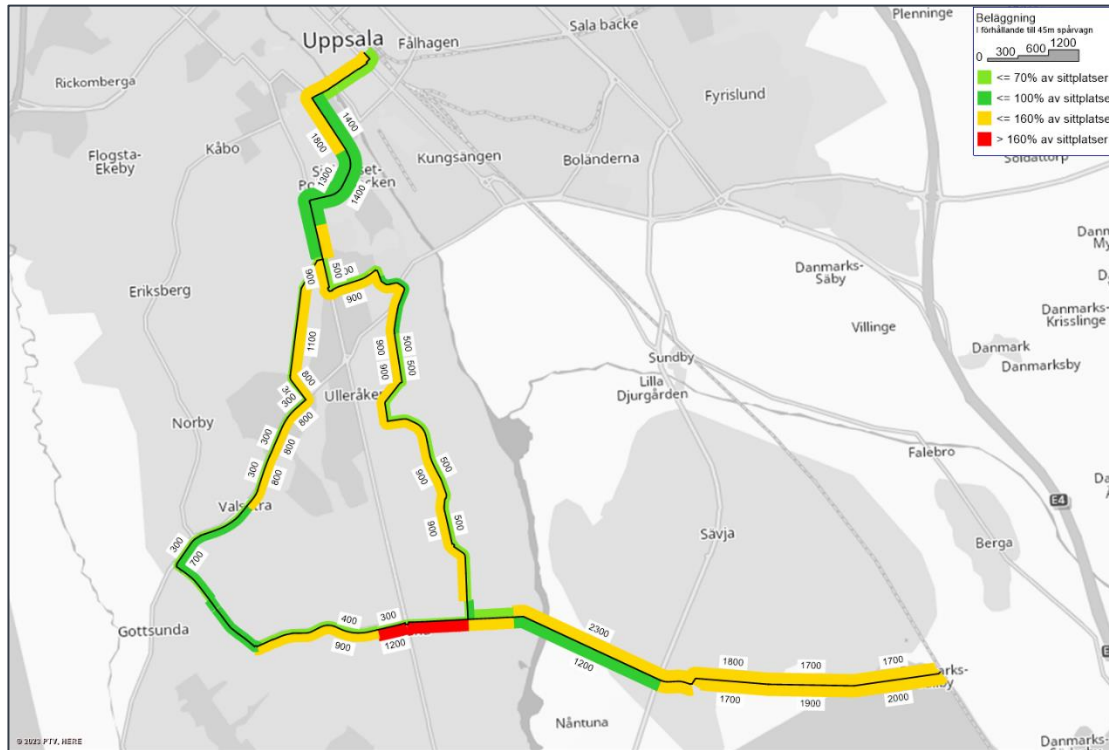 Uppsala
Fålhagen
Sala backe
Plenninge
Rickomberga
Fyrislund
Flogsta-
Ekeby
Kåbo
Kungsängen
Boländerna
Beläggning
I förhållande till 45m spårvagn
0 300 600 1200
<= 70% av sittplatser
<= 100% av sittplatser
<= 160% av sittplatser
> 160% av sittplatser
1400
1800
1300
1400
Eriksberg
900
500
900
Danmarks-
Säby
Villinge
Danm
Danmarks-
Krisslinge
Danmark
Danmarksby
Sundby
Lilla
Djurgården
Ulleråker
1100
800
300
900
900
500
500
Norby
300
300
800
800
800
500
900
500
900
Falebro
E4
Berga
Sävja
300
700
Gottsunda
400
300
900
1200
2300
1200
1800
1700
1700
1700
1900
2000
Nåntuna
Danmarks-
© 2023 PTV, HERE